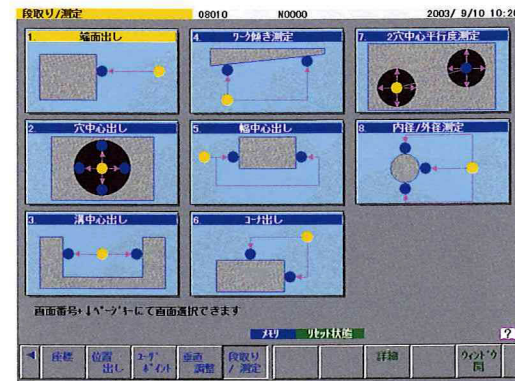 段取り/測定 08010 N0000 2003/ 9/10 10:20
1. 端面出し
4. ワーク傾き測定
7. 2穴中心平行度測定
2. 穴中心出し
5. 幅中心出し
8. 内径/外径測定
3. 溝中心出し
6. コーナ出し
画面番号+↓ページキーにて画面選択できます
メモリ リセット状態 ?
座標 位置出し ユーザポイント 垂直調整 段取り/測定 詳細 ウィンドウ開